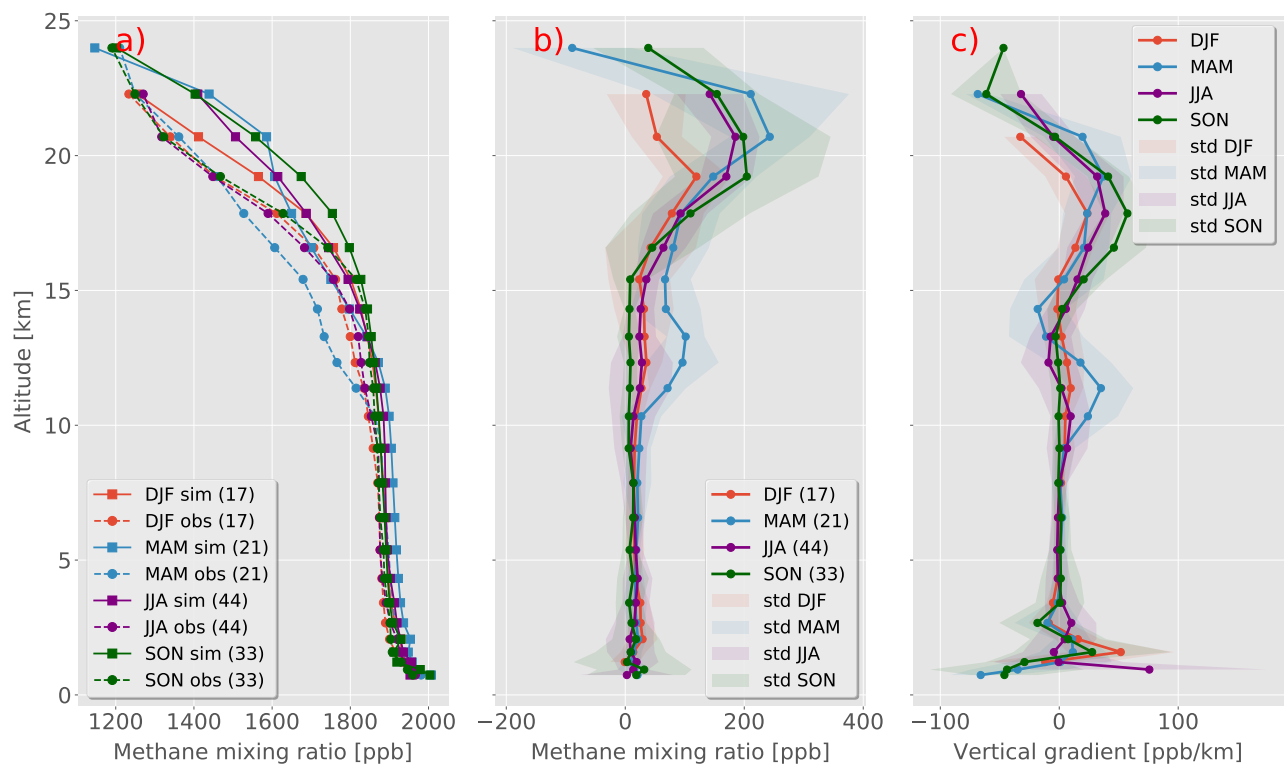 a)
25
20
15
10
5
0
Altitude [km]
DJF sim (17)
DJF obs (17)
MAM sim (21)
MAM obs (21)
JJA sim (44)
JJA obs (44)
SON sim (33)
SON obs (33)
1200 1400 1600 1800 2000
Methane mixing ratio [ppb]
b)
DJF (17)
MAM (21)
JJA (44)
SON (33)
std DJF
std MAM
std JJA
std SON
−200 0 200 400
Methane mixing ratio [ppb]
c)
DJF
MAM
JJA
SON
std DJF
std MAM
std JJA
std SON
−100 0 100
Vertical gradient [ppb/km]